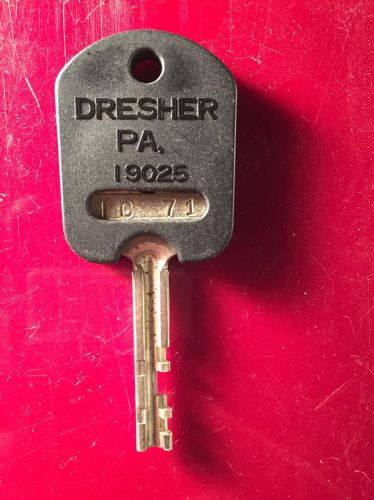 DRESHER
PA.
19025
1C 71